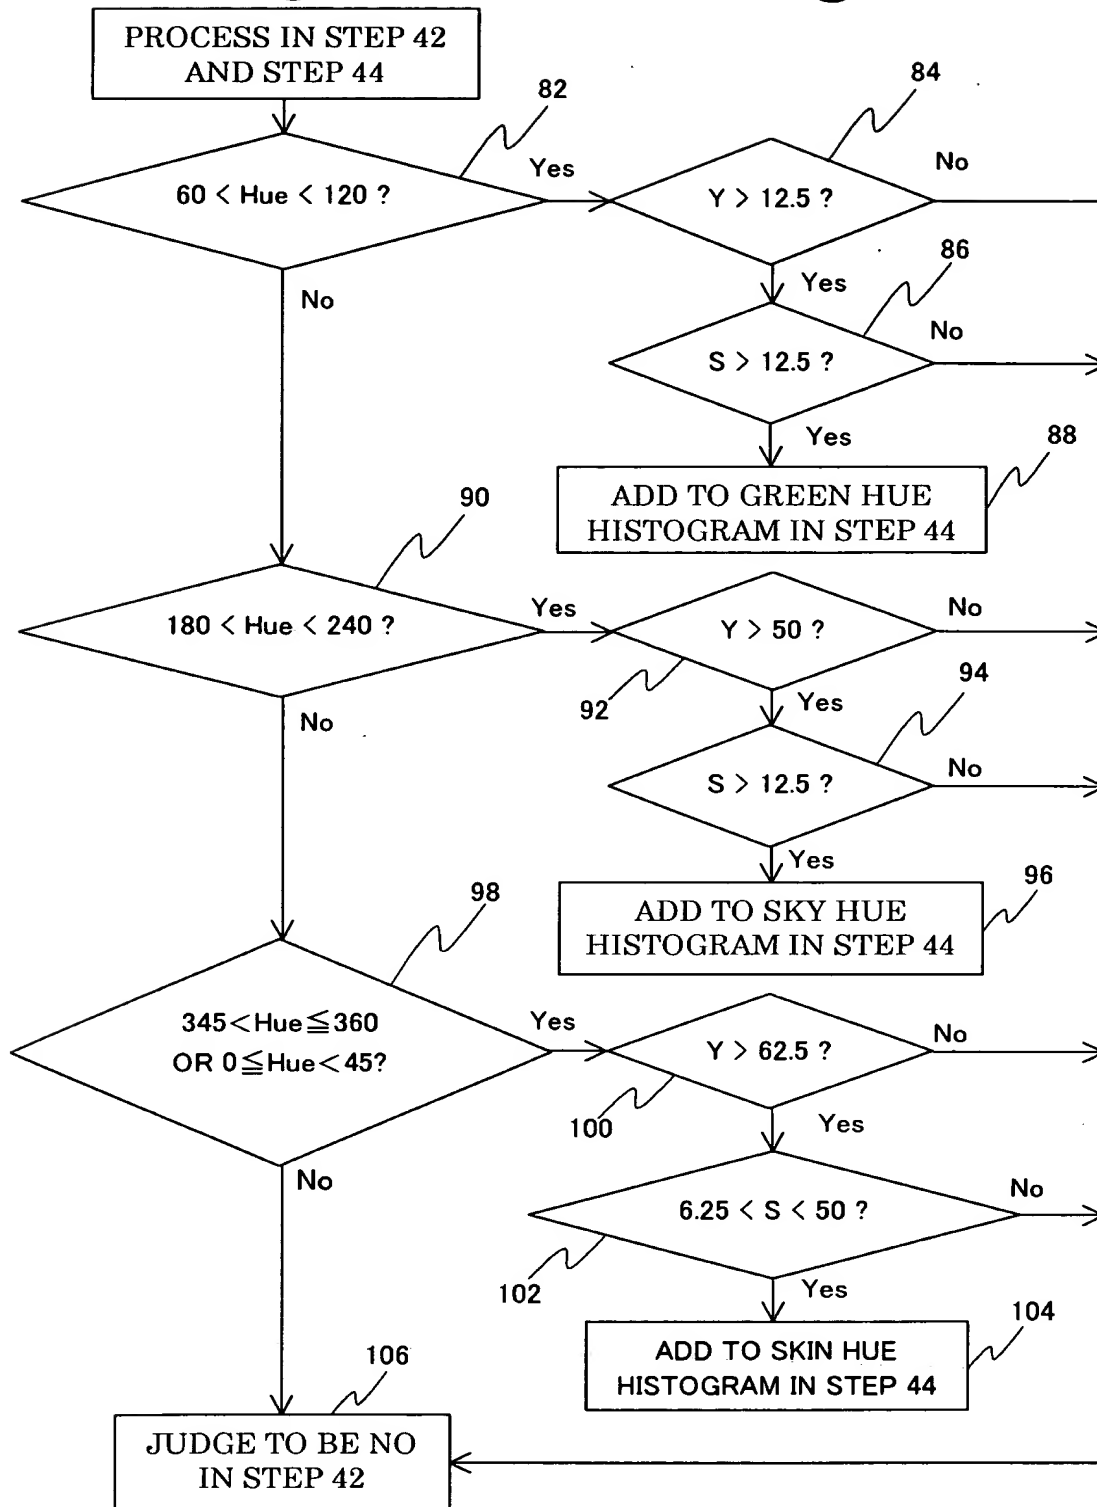 PROCESS IN STEP 42
AND STEP 44
82
84
60 < Hue < 120 ?
Yes
Y > 12.5 ?
No
No
Yes
86
S > 12.5 ?
No
Yes
88
ADD TO GREEN HUE
HISTOGRAM IN STEP 44
90
180 < Hue < 240 ?
Yes
Y > 50 ?
No
92
No
Yes
94
S > 12.5 ?
No
Yes
96
ADD TO SKY HUE
HISTOGRAM IN STEP 44
98
345<Hue≦360
OR 0≦Hue<45?
Yes
Y > 62.5 ?
No
100
No
Yes
6.25 < S < 50 ?
No
102
Yes
104
ADD TO SKIN HUE
HISTOGRAM IN STEP 44
106
JUDGE TO BE NO
IN STEP 42